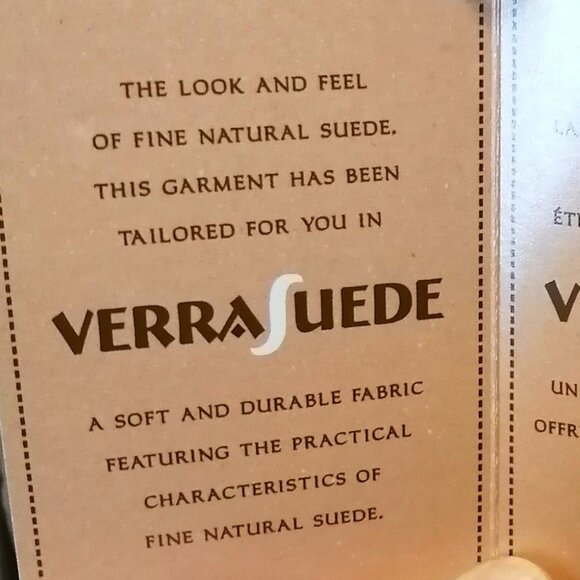 THE LOOK AND FEEL
OF FINE NATURAL SUEDE.
THIS GARMENT HAS BEEN
TAILORED FOR YOU IN
VERRASUEDE
A SOFT AND DURABLE FABRIC
FEATURING THE PRACTICAL
CHARACTERISTICS OF
FINE NATURAL SUEDE.
V
UN